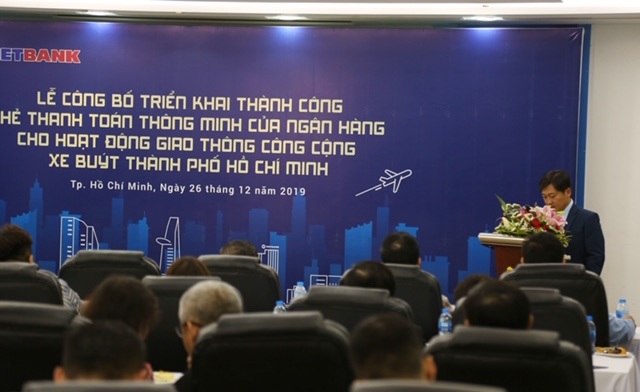 ETBANK
LỄ CÔNG BỐ TRIỂN KHAI THÀNH CÔNG
HẺ THANH TOÁN THÔNG MINH CỦA NGÂN HÀNG
CHO HOẠT ĐỘNG GIAO THÔNG CÔNG CỘNG
XE BUÝT THÀNH PHỐ HỒ CHÍ MINH
Tp. Hồ Chí Minh, Ngày 26 tháng 12 năm 2019